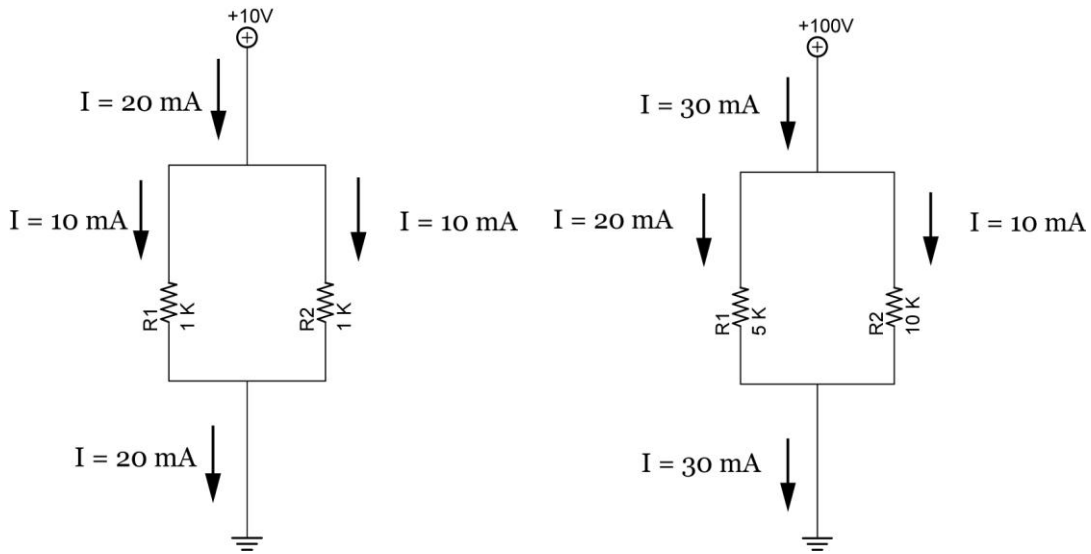 +10V
I = 20 mA
I = 10 mA
I = 10 mA
R1
1 K
R2
1 K
I = 20 mA
+100V
I = 30 mA
I = 20 mA
I = 10 mA
R1
5 K
R2
10 K
I = 30 mA